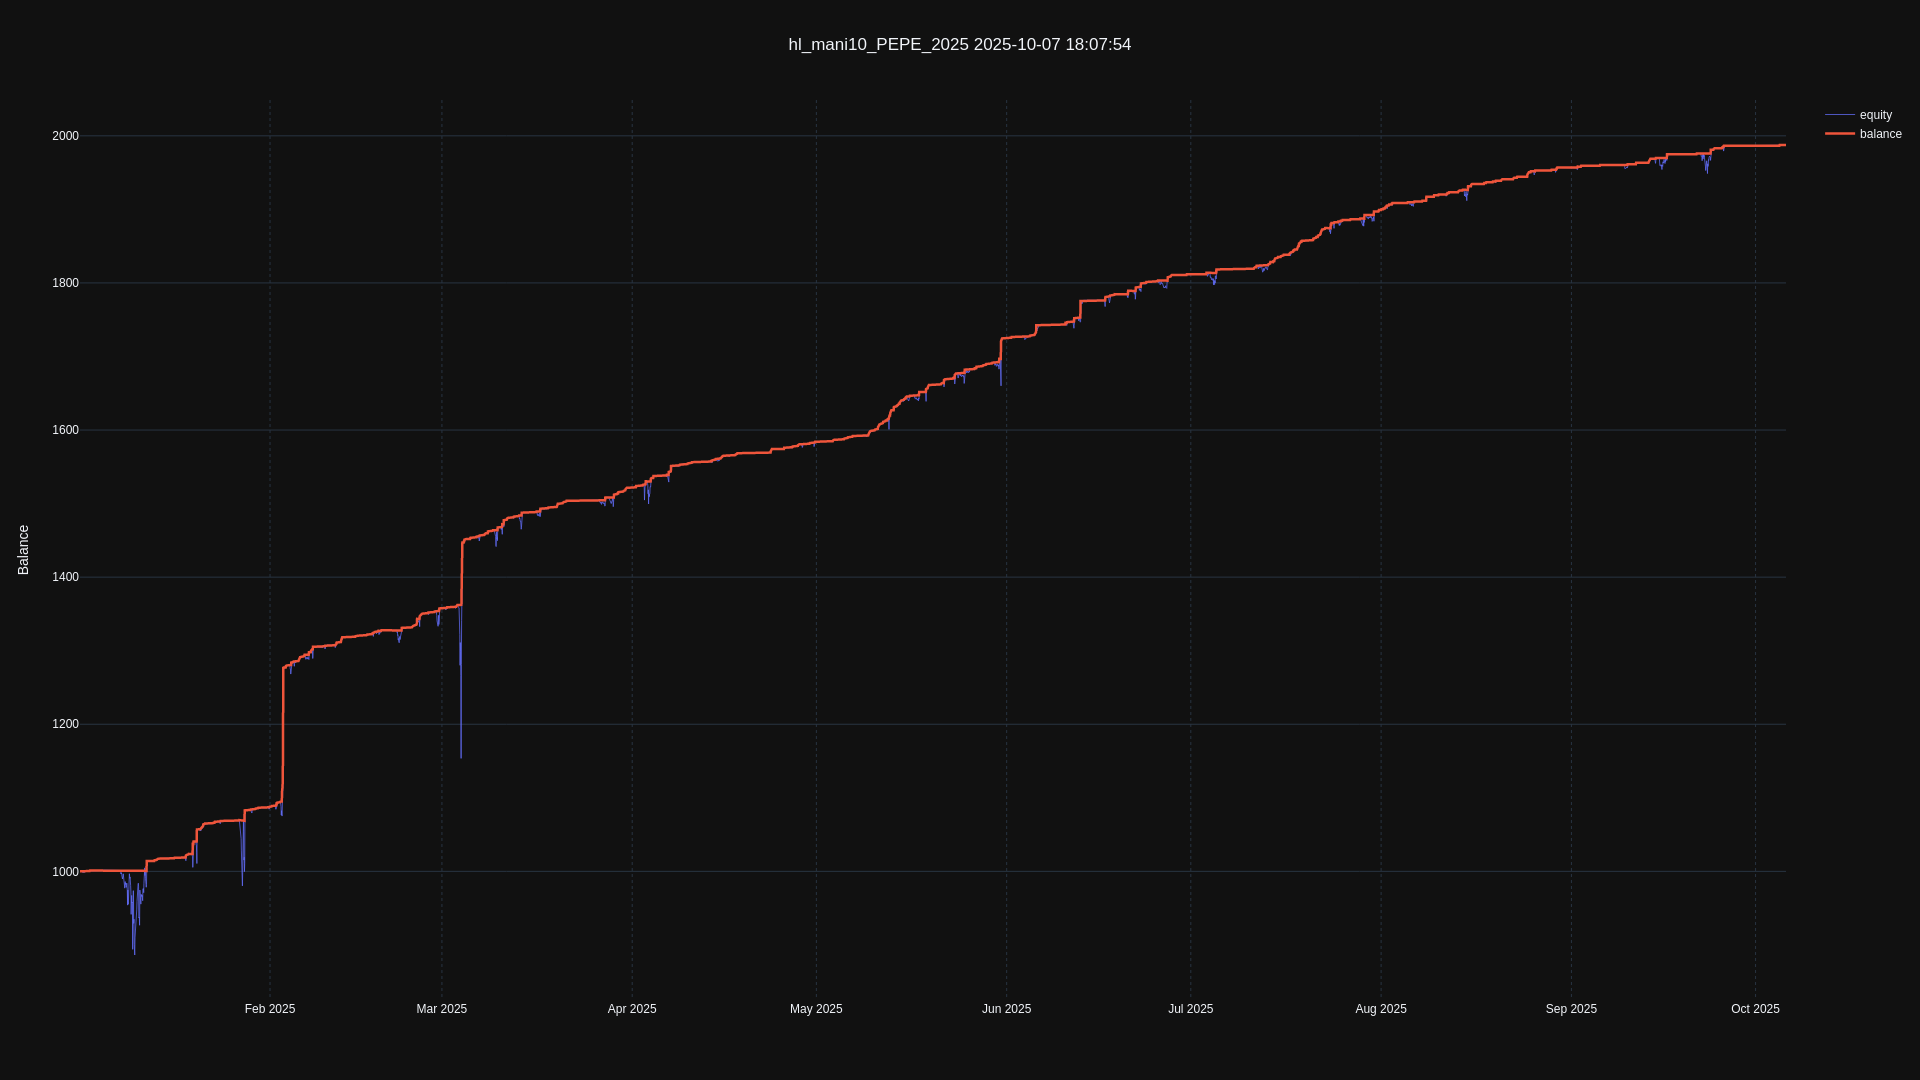 hl_mani10_PEPE_2025 2025-10-07 18:07:54
equity
balance
2000
1800
1600
1400
1200
1000
Balance
Feb 2025
Mar 2025
Apr 2025
May 2025
Jun 2025
Jul 2025
Aug 2025
Sep 2025
Oct 2025